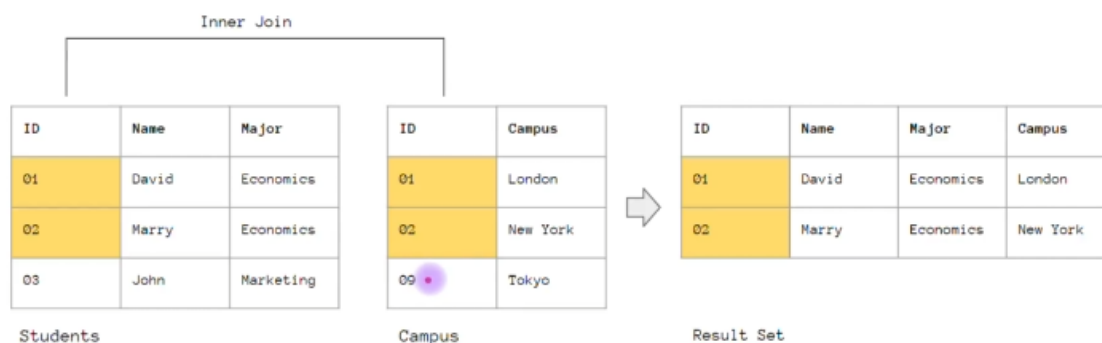 Inner Join
ID Name Major
01 David Economics
02 Marry Economics
03 John Marketing
Students
ID Campus
01 London
02 New York
09 Tokyo
Campus
ID Name Major Campus
01 David Economics London
02 Marry Economics New York
Result Set